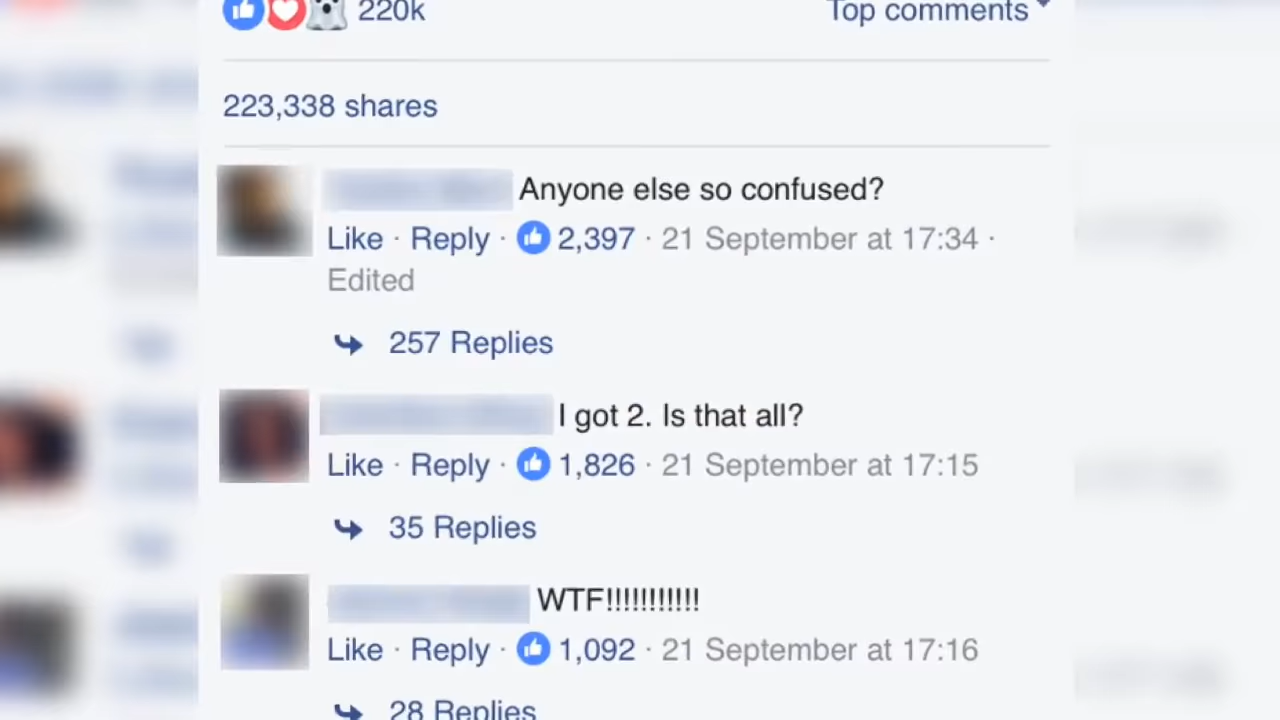 220k Top comments
223,338 shares
Anyone else so confused?
Like · Reply · 2,397 · 21 September at 17:34 ·
Edited
257 Replies
I got 2. Is that all?
Like · Reply · 1,826 · 21 September at 17:15
35 Replies
WTF!!!!!!!!!!!
Like · Reply · 1,092 · 21 September at 17:16
28 Replies